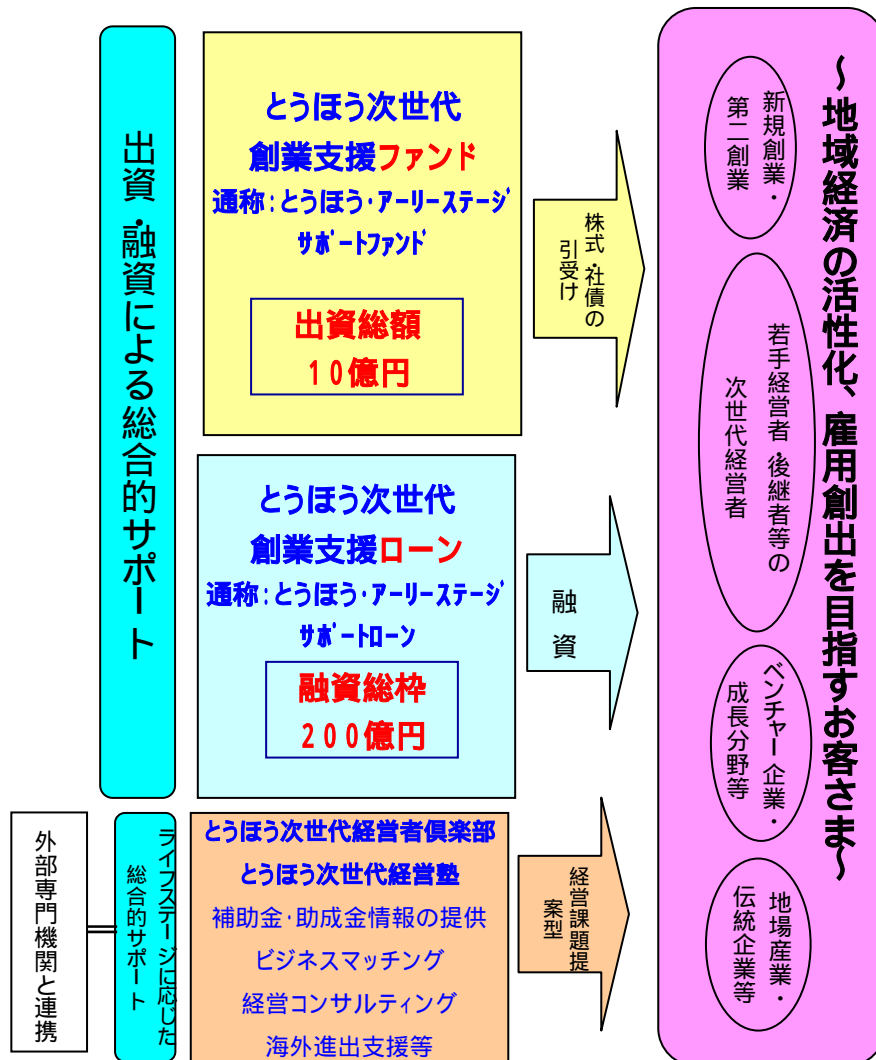 出資・融資による総合的サポート
とうほう次世代
創業支援ファンド
通称:とうほう・アーリーステージ
サポートファンド
出資総額
10億円
株式・社債の
引受け
とうほう次世代
創業支援ローン
通称:とうほう・アーリーステージ
サポートローン
融資総枠
200億円
融資
外部専門機関と連携
ライフステージに応じた
総合的サポート
とうほう次世代経営者倶楽部
とうほう次世代経営塾
補助金・助成金情報の提供
ビジネスマッチング
経営コンサルティング
海外進出支援等
経営課題提
案型
~地域経済の活性化、雇用創出を目指すお客さま~
新規創業・
第二創業
若手経営者・後継者等の
次世代経営者
ベンチャー企業・
成長分野等
地場産業・
伝統企業等